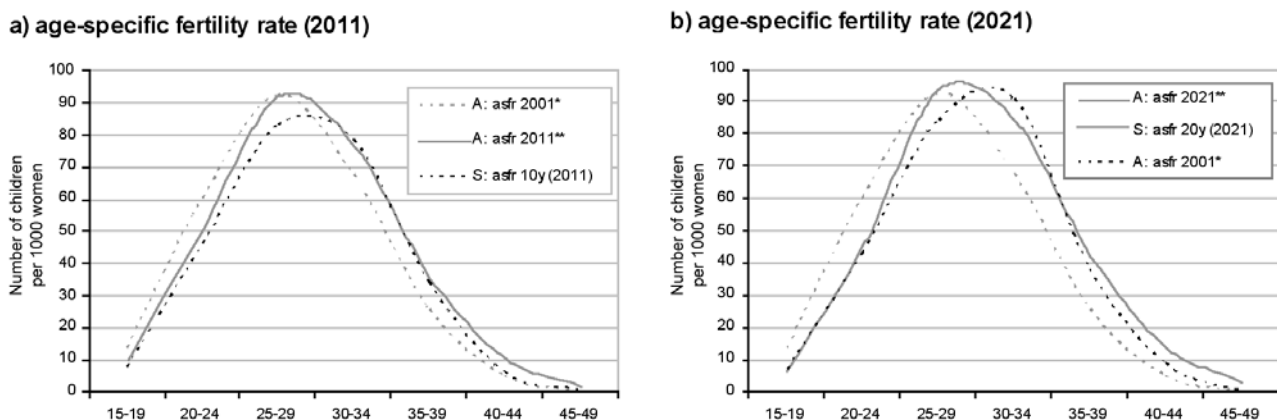 a) age-specific fertility rate (2011)
Number of children
per 1000 women
100
90
80
70
60
50
40
30
20
10
0
A: asfr 2001*
A: asfr 2011**
S: asfr 10y (2011)
15-19 20-24 25-29 30-34 35-39 40-44 45-49
b) age-specific fertility rate (2021)
Number of children
per 1000 women
100
90
80
70
60
50
40
30
20
10
0
A: asfr 2021**
S: asfr 20y (2021)
A: asfr 2001*
15-19 20-24 25-29 30-34 35-39 40-44 45-49